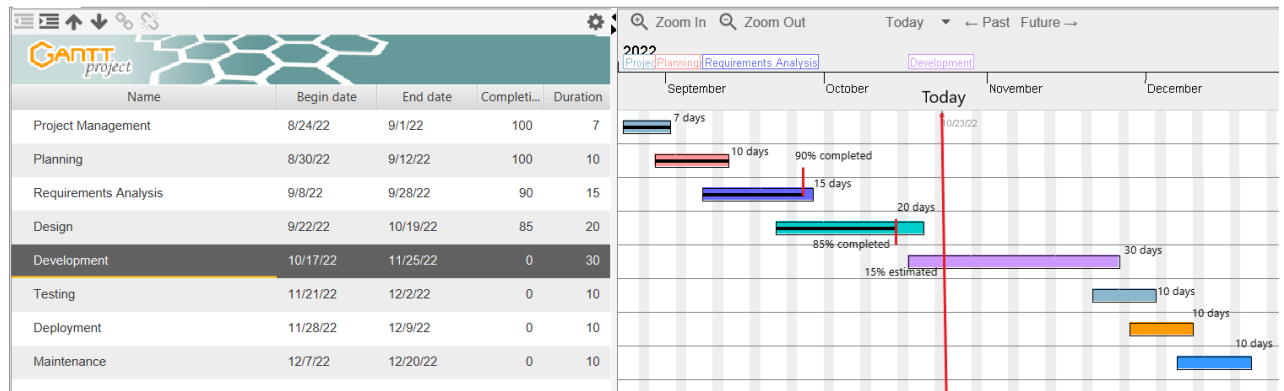 Zoom In Zoom Out Today ← Past Future →
GANTT
project
2022
Projec Planning Requirements Analysis Development
September October November December
Today
10/23/22
Name Begin date End date Completi... Duration
Project Management 8/24/22 9/1/22 100 7
7 days
Planning 8/30/22 9/12/22 100 10
10 days
90% completed
Requirements Analysis 9/8/22 9/28/22 90 15
15 days
Design 9/22/22 10/19/22 85 20
20 days
85% completed
Development 10/17/22 11/25/22 0 30
30 days
15% estimated
Testing 11/21/22 12/2/22 0 10
10 days
Deployment 11/28/22 12/9/22 0 10
10 days
Maintenance 12/7/22 12/20/22 0 10
10 days